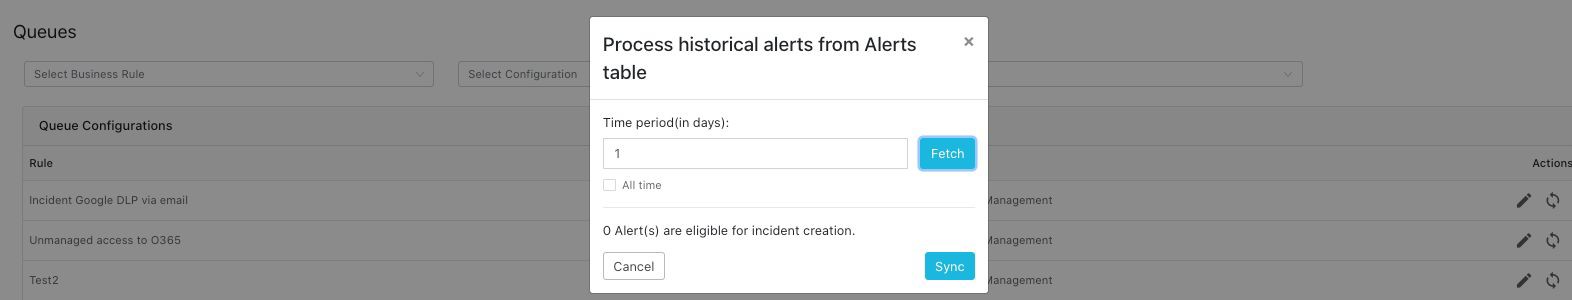 Queues
Select Business Rule
Select Configuration
Queue Configurations
Rule
Actions
Incident Google DLP via email
Management
Unmanaged access to O365
Management
Test2
Management
Process historical alerts from Alerts
table
×
Time period(in days):
1
Fetch
All time
0 Alert(s) are eligible for incident creation.
Cancel
Sync